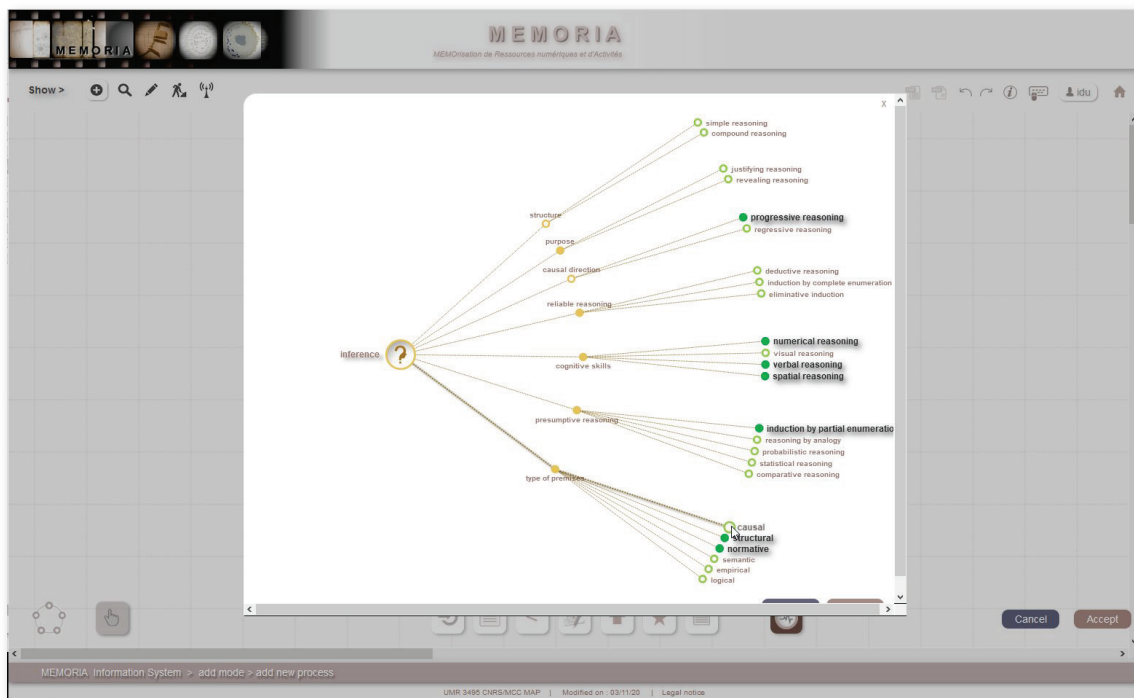 MEMORIA
MEMORIA
MEMOrisation de Ressources numériques et d'Activités
Show >
idu
X
simple reasoning
compound reasoning
justifying reasoning
revealing reasoning
structure
progressive reasoning
regressive reasoning
purpose
causal direction
deductive reasoning
induction by complete enumeration
eliminative induction
reliable reasoning
inference
?
numerical reasoning
visual reasoning
verbal reasoning
spatial reasoning
cognitive skills
presumptive reasoning
induction by partial enumeratio
reasoning by analogy
probabilistic reasoning
statistical reasoning
comparative reasoning
type of premises
causal
structural
normative
semantic
empirical
logical
Cancel
Accept
MEMORIA Information System > add mode > add new process
UMR 3495 CNRS/MCC MAP | Modified on : 03/11/20 | Legal notice